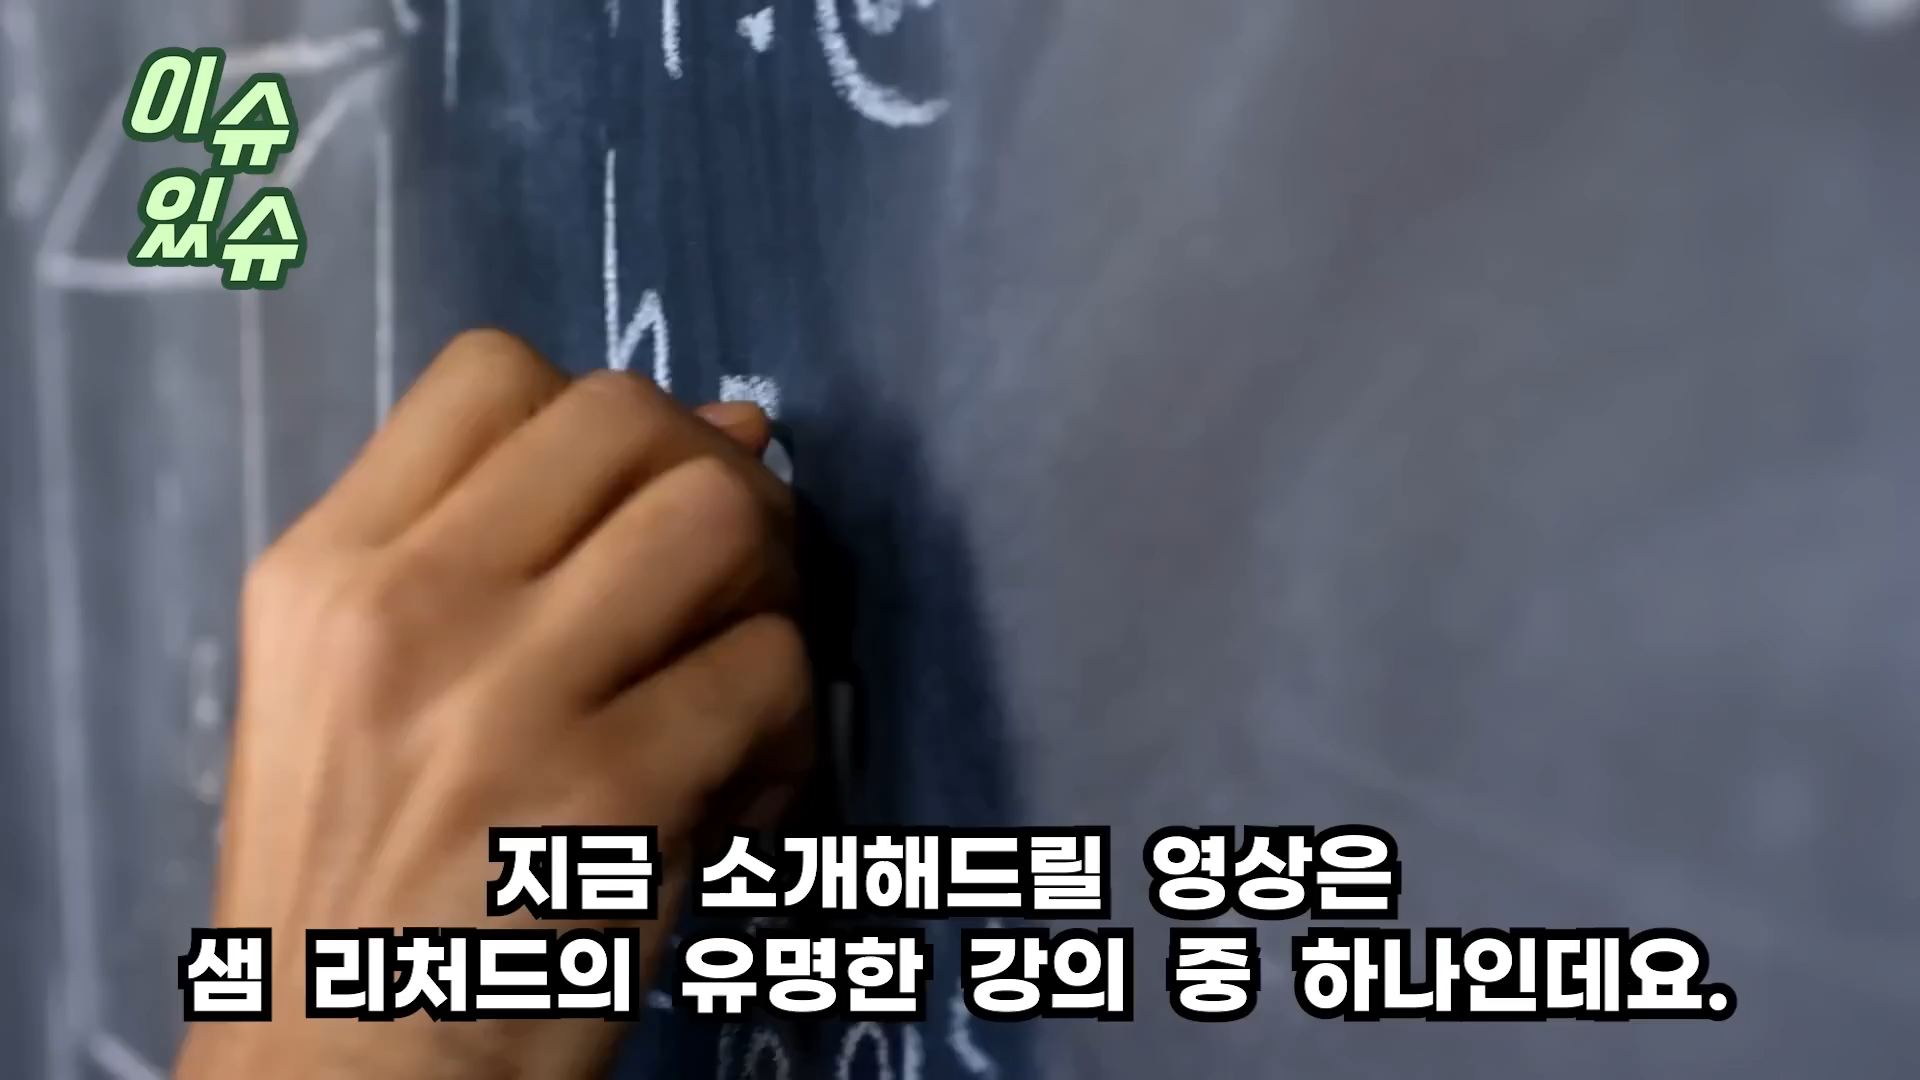 이슈
있슈
h
지금 소개해드릴 영상은
샘 리처드의 유명한 강의 중 하나인데요.